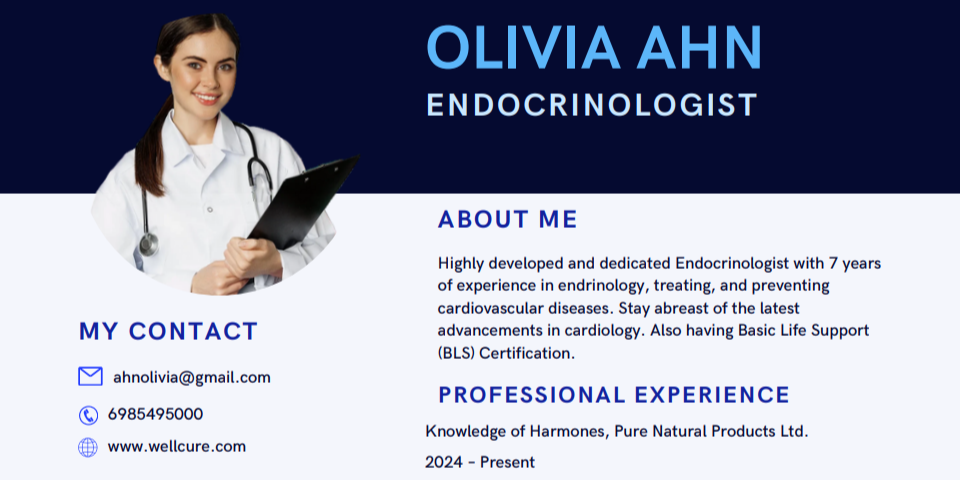 OLIVIA AHN
ENDOCRINOLOGIST
ABOUT ME
Highly developed and dedicated Endocrinologist with 7 years
of experience in endrinology, treating, and preventing
cardiovascular diseases. Stay abreast of the latest
advancements in cardiology. Also having Basic Life Support
(BLS) Certification.
MY CONTACT
ahnolivia@gmail.com
6985495000
www.wellcure.com
PROFESSIONAL EXPERIENCE
Knowledge of Harmones, Pure Natural Products Ltd.
2024 – Present